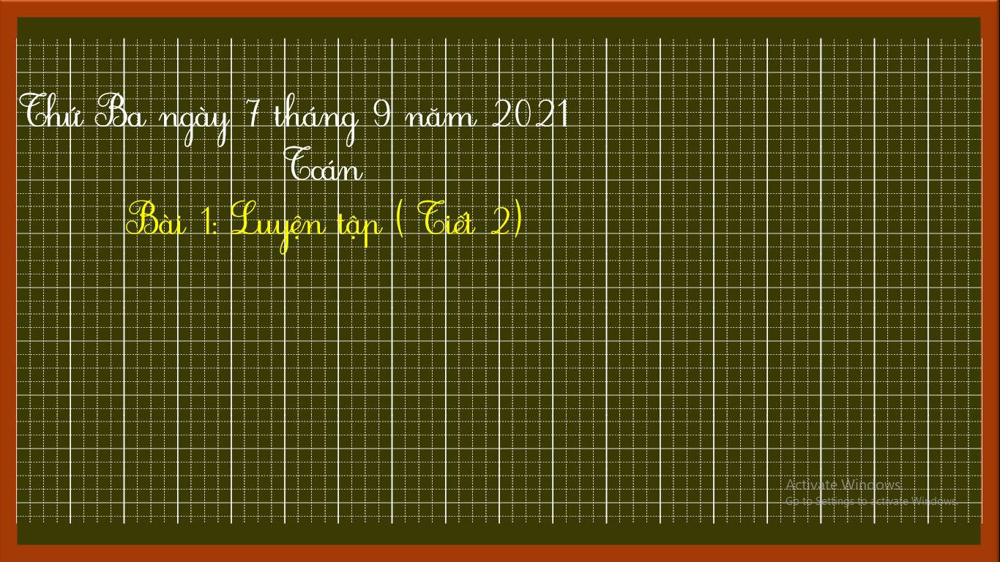 Thứ Ba ngày 7 tháng 9 năm 2021
Toán
Bài 1: Luyện tập ( Tiết 2)
Activate Windows
Go to Settings to activate Windows.